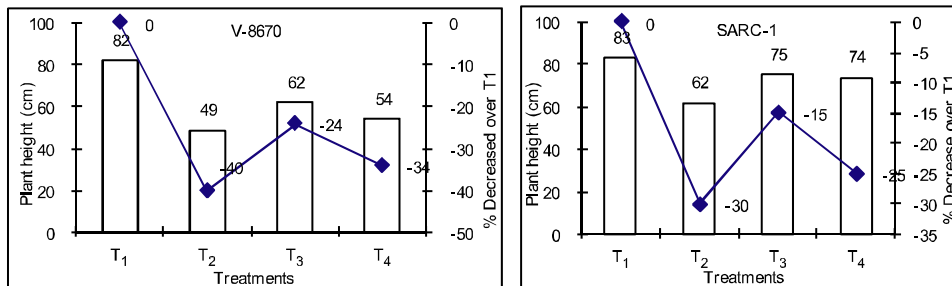 V-8670
Plant height (cm)
100
80
60
40
20
0
82
49
62
54
0
-40
-24
-34
0
-10
-20
-30
-40
-50
% Decreased over T1
T1
T2
T3
T4
Treatments
SARC-1
Plant height (cm)
100
80
60
40
20
0
83
62
75
74
0
-30
-15
-25
0
-5
-10
-15
-20
-25
-30
-35
% Decrease over T1
T1
T2
T3
T4
Treatments